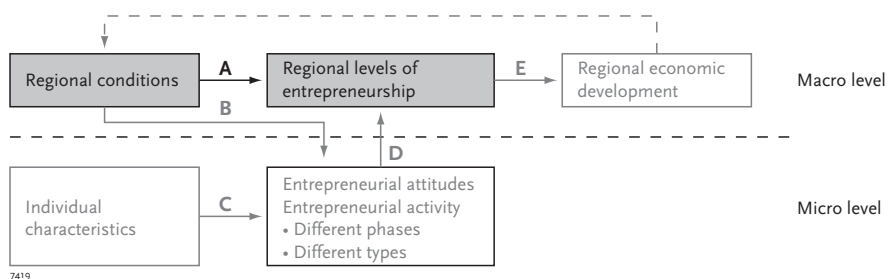 Regional conditions
A
Regional levels of
entrepreneurship
E
Regional economic
development
Macro level
B
D
Individual
characteristics
C
Entrepreneurial attitudes
Entrepreneurial activity
• Different phases
• Different types
Micro level
7419